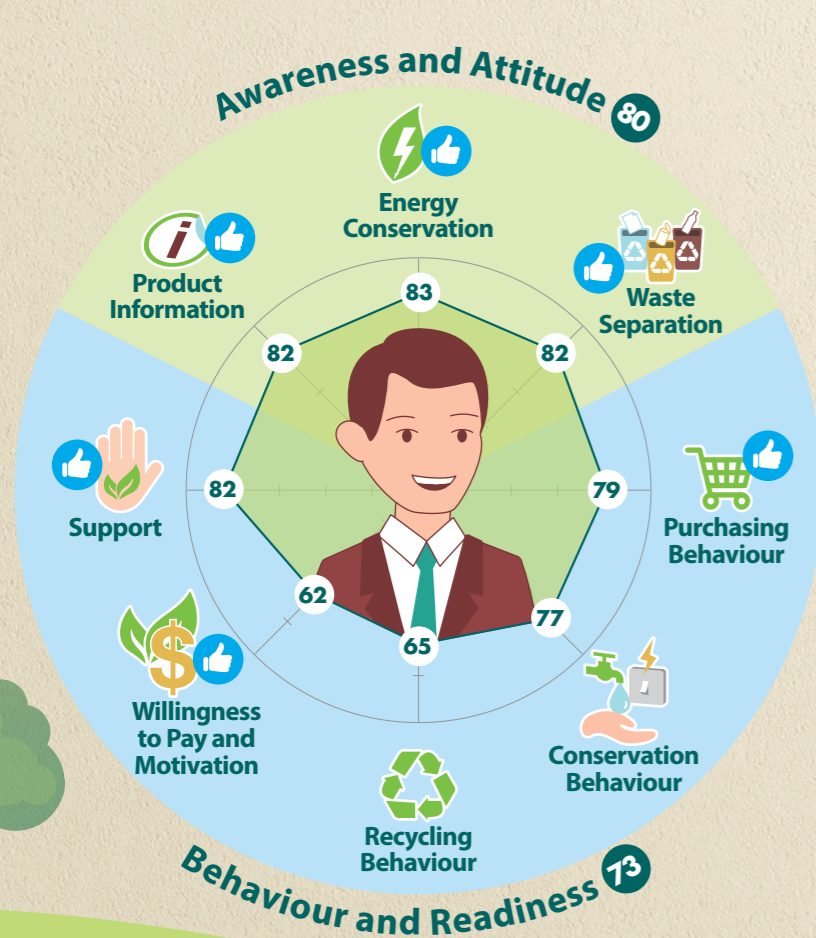 Awareness and Attitude 80
Energy
Conservation
Product
Information
Waste
Separation
83
82
82
Support
82
79
Purchasing
Behaviour
62
65
77
Willingness
to Pay and
Motivation
Conservation
Behaviour
Recycling
Behaviour
Behaviour and Readiness 73